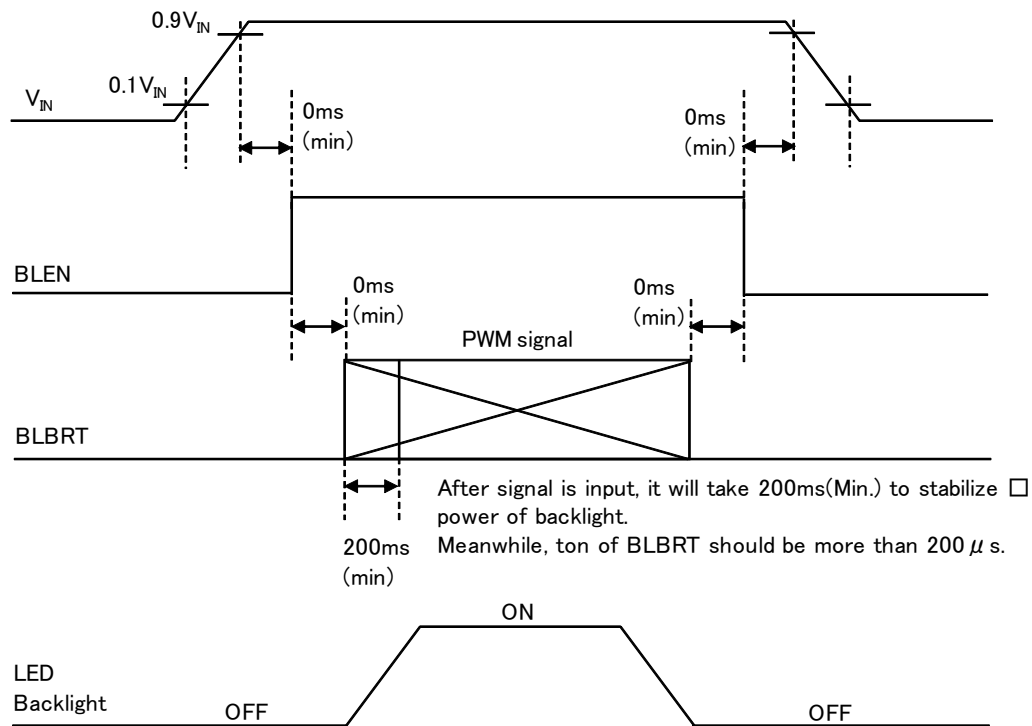 0.9VIN
0.1VIN
VIN
0ms
(min)
0ms
(min)
BLEN
0ms
(min)
0ms
(min)
PWM signal
BLBRT
After signal is input, it will take 200ms(Min.) to stabilize □
power of backlight.
Meanwhile, ton of BLBRT should be more than 200μs.
200ms
(min)
ON
LED
Backlight
OFF
OFF